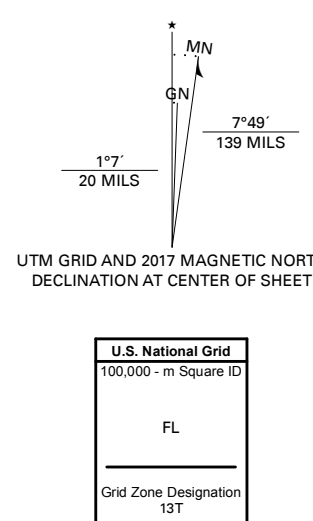 ★
MN
GN
7°49´
139 MILS
1°7´
20 MILS
UTM GRID AND 2017 MAGNETIC NORT
DECLINATION AT CENTER OF SHEET
U.S. National Grid
100,000 - m Square ID
FL
Grid Zone Designation
13T